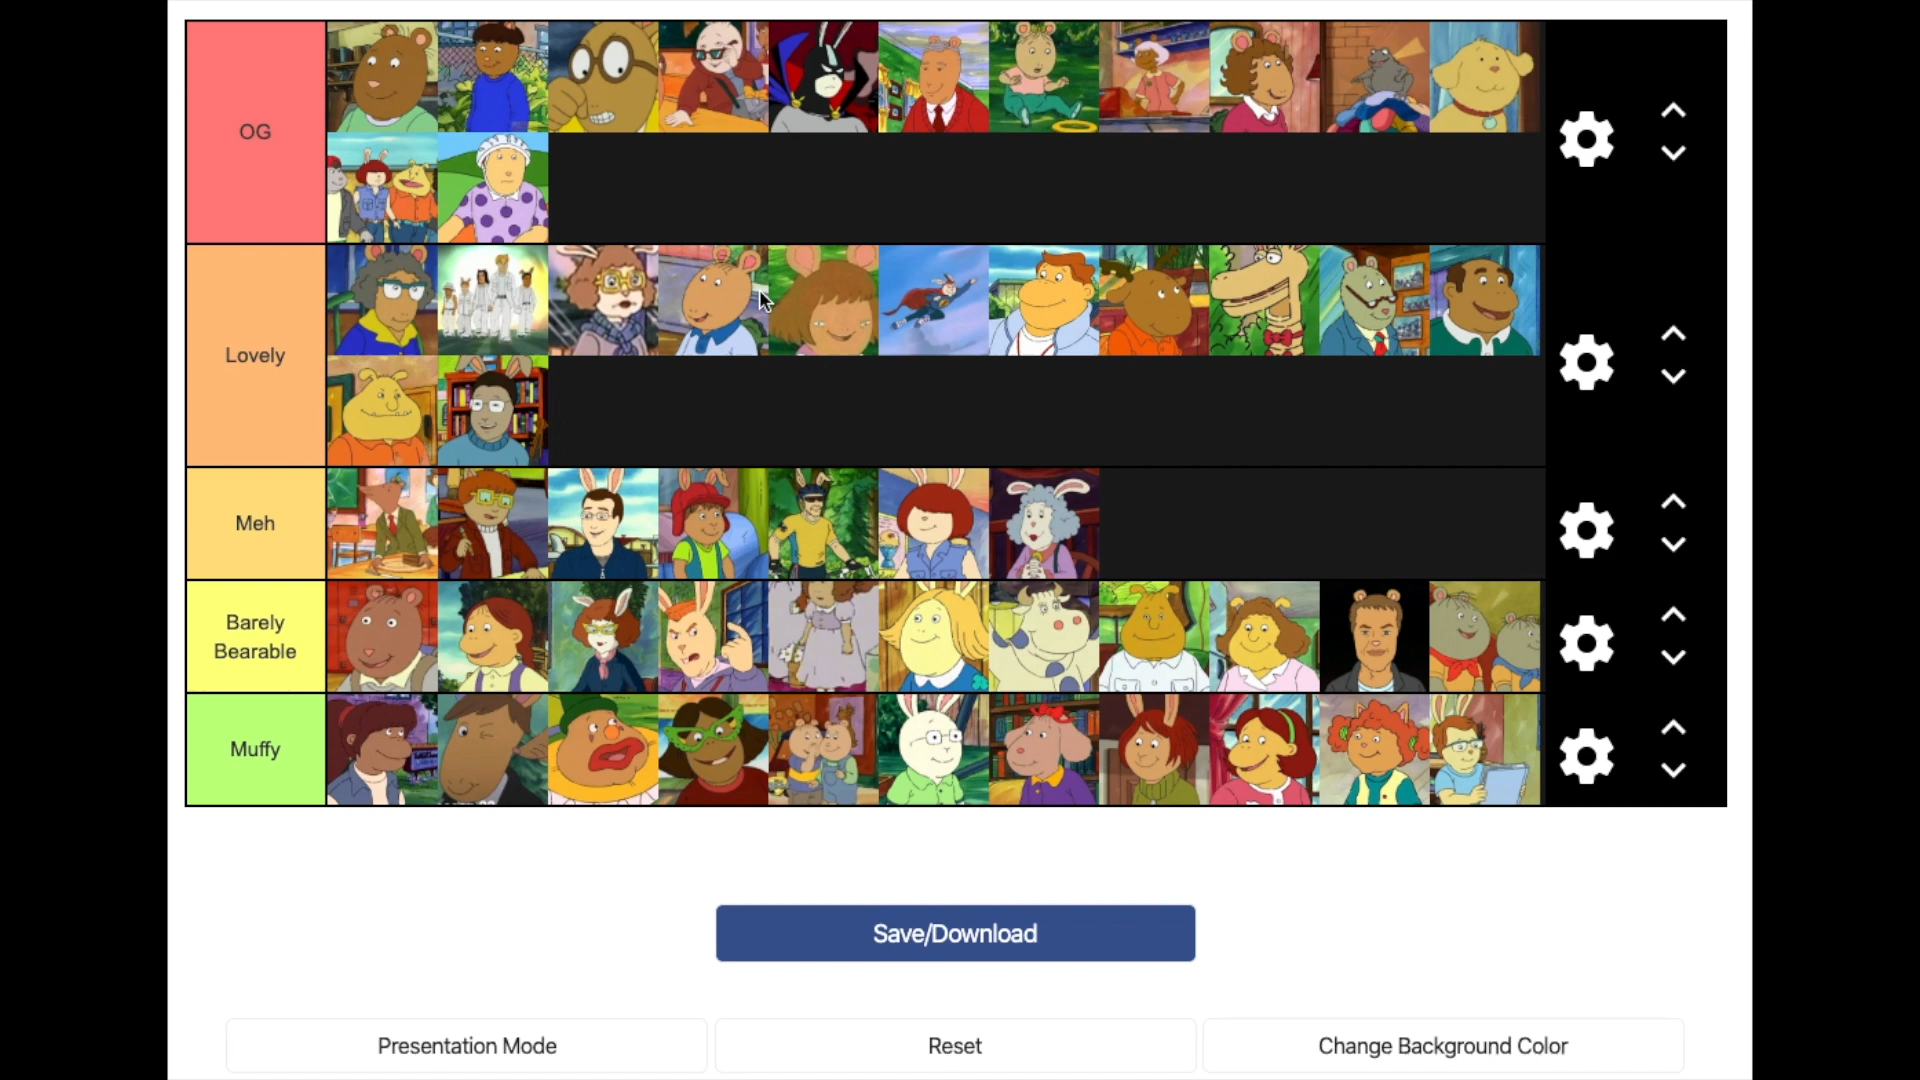 OG
Lovely
Meh
Barely
Bearable
Muffy
Save/Download
Presentation Mode
Reset
Change Background Color